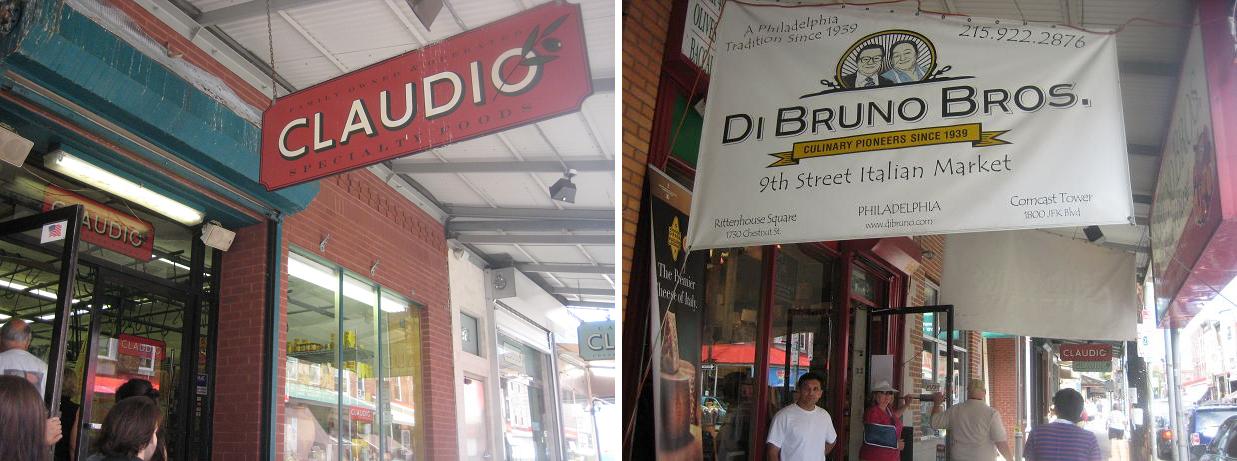 FAMILY OWNED & OPERATED
CLAUDIO
SPECIALTY FOODS
CLAUDIO
CLAUDIO
CLAUDIO
CL
A Philadelphia
Tradition Since 1939
215.922.2876
DI BRUNO BROS.
CULINARY PIONEERS SINCE 1939
9th Street Italian Market
Rittenhouse Square
1730 Chestnut St.
PHILADELPHIA
www.dibruno.com
Comcast Tower
1800 JFK Blvd
The Premier
Cheese of Italy.
CLAUDIO